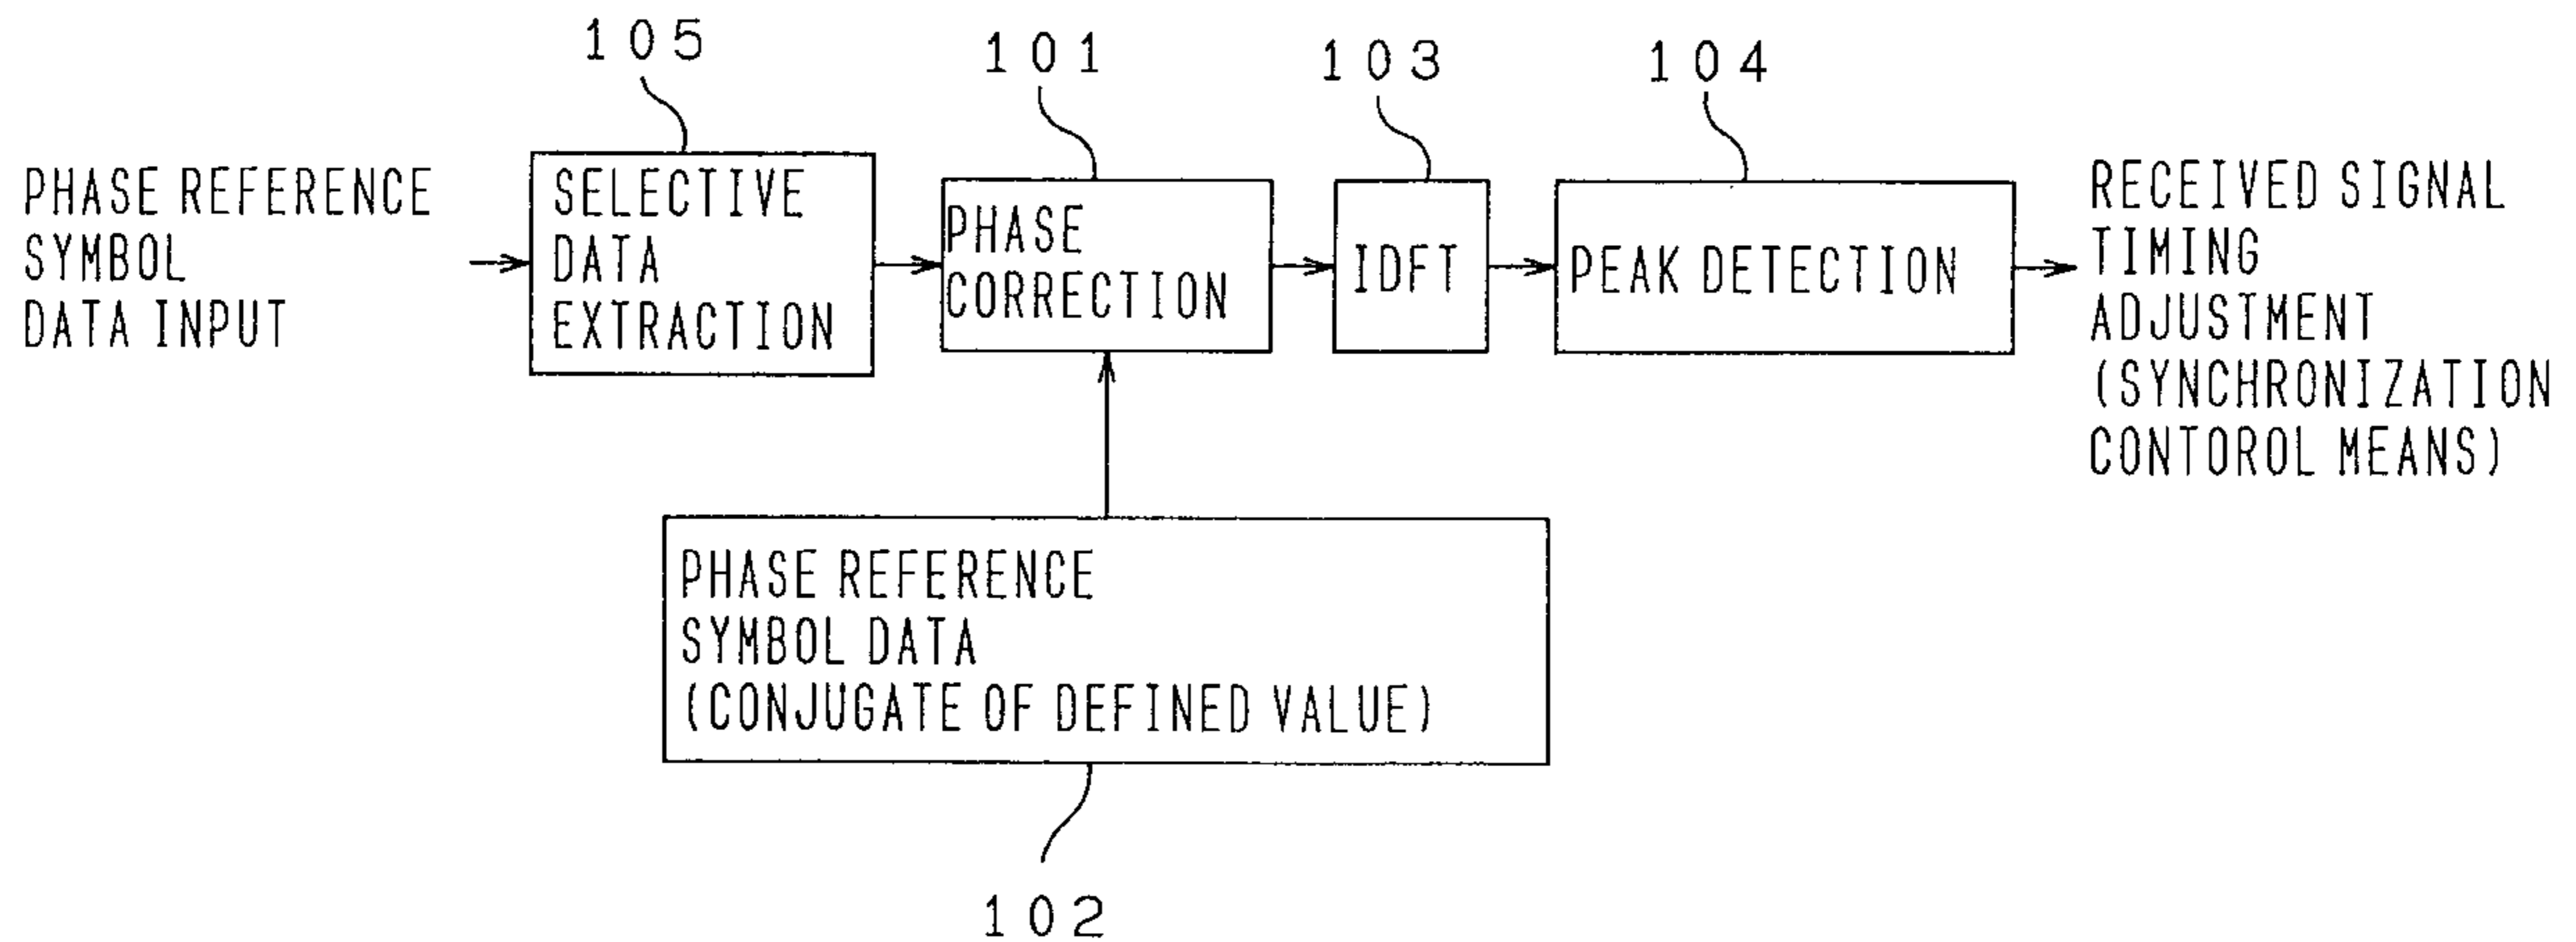 105
101
103
104
PHASE REFERENCE
SYMBOL
DATA INPUT
SELECTIVE
DATA
EXTRACTION
PHASE
CORRECTION
IDFT
PEAK DETECTION
RECEIVED SIGNAL
TIMING
ADJUSTMENT
(SYNCHRONIZATION
CONTOROL MEANS)
PHASE REFERENCE
SYMBOL DATA
(CONJUGATE OF DEFINED VALUE)
102